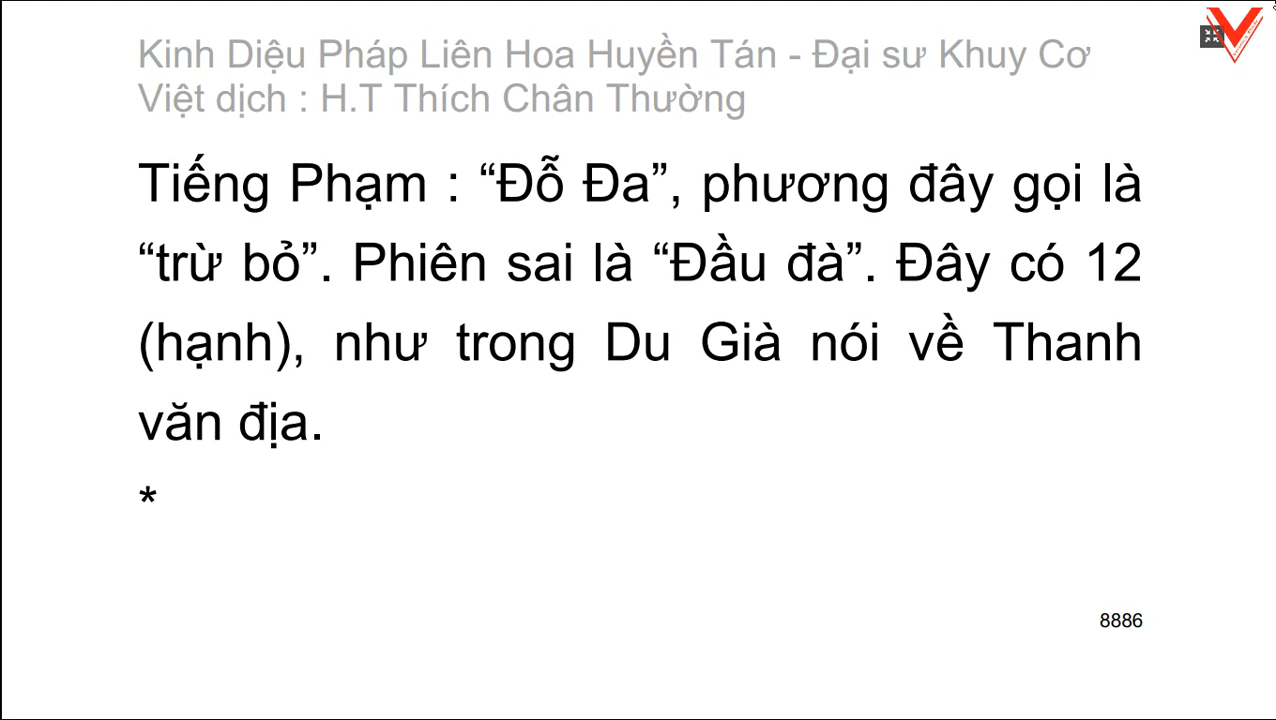 Kinh Diệu Pháp Liên Hoa Huyền Tán - Đại sư Khuy Cơ
Việt dịch : H.T Thích Chân Thường
Tiếng Phạm : “Đỗ Đa”, phương đây gọi là
“trừ bỏ”. Phiên sai là “Đầu đà”. Đây có 12
(hạnh), như trong Du Già nói về Thanh
văn địa.
*
8886